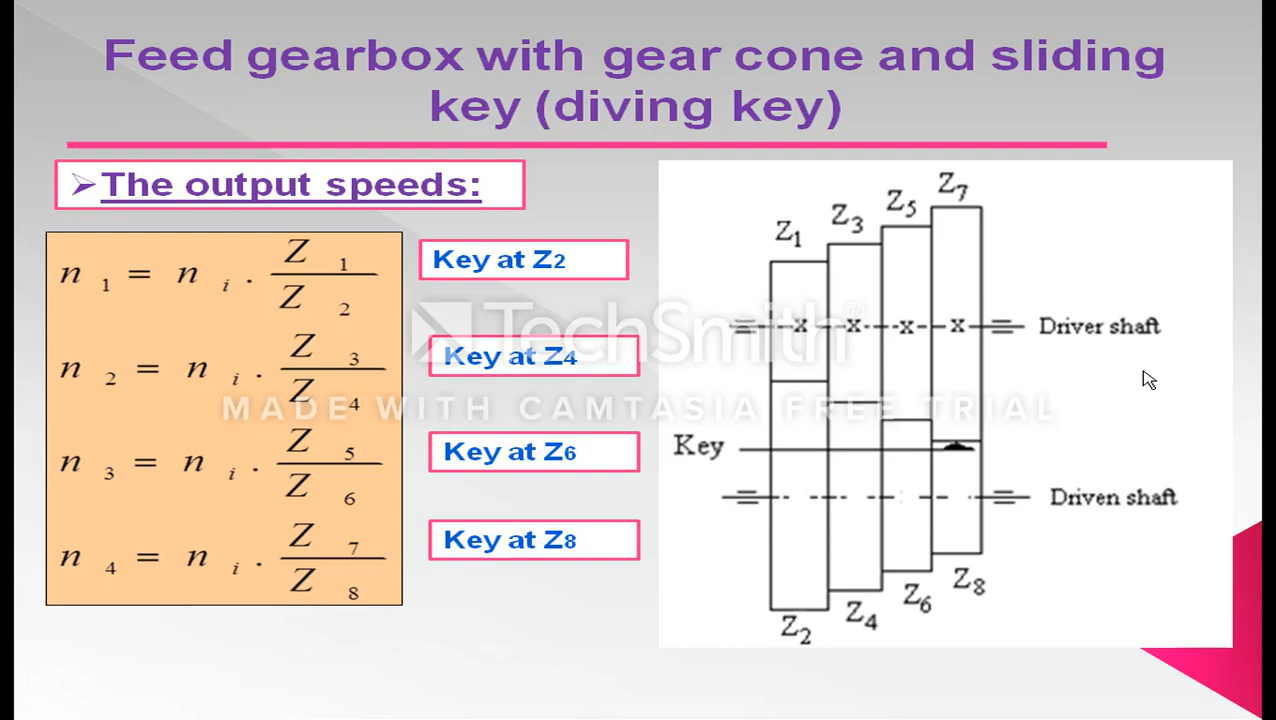 Feed gearbox with gear cone and sliding
key (diving key)
➢The output speeds:
n 1 = n i . Z 1 / Z 2
Key at Z2
n 2 = n i . Z 3 / Z 4
Key at Z4
n 3 = n i . Z 5 / Z 6
Key at Z6
n 4 = n i . Z 7 / Z 8
Key at Z8
Z7
Z5
Z3
Z1
x x x x
Driver shaft
Key
Driven shaft
Z8
Z6
Z4
Z2
TechSmith®
MADE WITH CAMTASIA FREE TRIAL